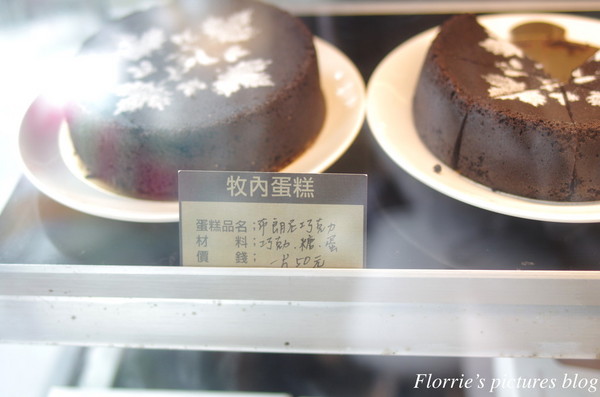 牧內蛋糕
蛋糕品名:布朗尼巧克力
材料:巧克力、糖、蛋
價錢:一片50元
Florrie's pictures blog